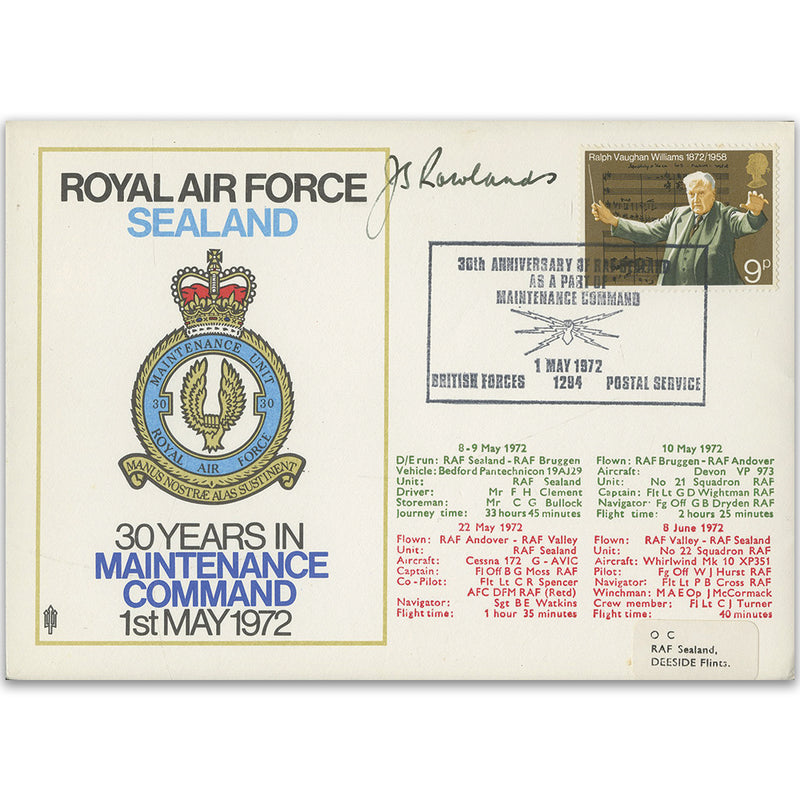 ROYAL AIR FORCE
SEALAND
MAINTENANCE UNIT
30 30
ROYAL AIR FORCE
MANUS NOSTRÆ ALAS SUSTINENT
30 YEARS IN
MAINTENANCE
COMMAND
1st MAY 1972
JS Rowlands
Ralph Vaughan Williams 1872/1958
9p
30th ANNIVERSARY OF RAF SEALAND
AS A PART OF
MAINTENANCE COMMAND
1 MAY 1972
BRITISH FORCES 1294 POSTAL SERVICE
8-9 May 1972
D/E run: RAF Sealand - RAF Bruggen
Vehicle: Bedford Pantechnicon 19AJ29
Unit: RAF Sealand
Driver: Mr F H Clement
Storeman: Mr C G Bullock
Journey time: 33 hours 45 minutes
10 May 1972
Flown: RAF Bruggen - RAF Andover
Aircraft: Devon VP 973
Unit: No 21 Squadron RAF
Captain: Flt Lt G D Wightman RAF
Navigator: Fg Off G B Dryden RAF
Flight time: 2 hours 25 minutes
22 May 1972
Flown: RAF Andover - RAF Valley
Unit: RAF Sealand
Aircraft: Cessna 172 G - AVIC
Captain: Fl Off B G Moss RAF
Co-Pilot: Flt Lt C R Spencer
AFC DFM RAF (Retd)
Navigator: Sgt B E Watkins
Flight time: 1 hour 35 minutes
8 June 1972
Flown: RAF Valley - RAF Sealand
Unit: No 22 Squadron RAF
Aircraft: Whirlwind Mk 10 XP351
Pilot: Fg Off W J Hurst RAF
Navigator: Flt Lt P B Cross RAF
Winchman: M A E Op J McCormack
Crew member: Fl Lt C J Turner
Flight time: 40 minutes
O C
RAF Sealand,
DEESIDE Flints.